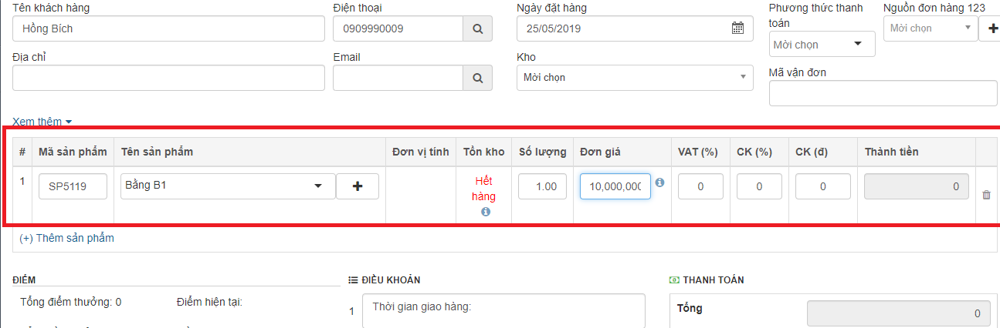 Tên khách hàng Điện thoại Ngày đặt hàng Phương thức thanh toán Nguồn đơn hàng 123
Hồng Bích 0909990009 25/05/2019 Mời chọn Mời chọn
Địa chỉ Email Kho Mã vận đơn
Mời chọn
Xem thêm
# Mã sản phẩm Tên sản phẩm Đơn vị tính Tồn kho Số lượng Đơn giá VAT (%) CK (%) CK (đ) Thành tiền
1 SP5119 Bằng B1 Hết hàng 1.00 10,000,000 0 0 0 0
(+) Thêm sản phẩm
ĐIỂM ĐIỀU KHOẢN THANH TOÁN
Tổng điểm thưởng: 0 Điểm hiện tại: 1 Thời gian giao hàng: Tổng 0